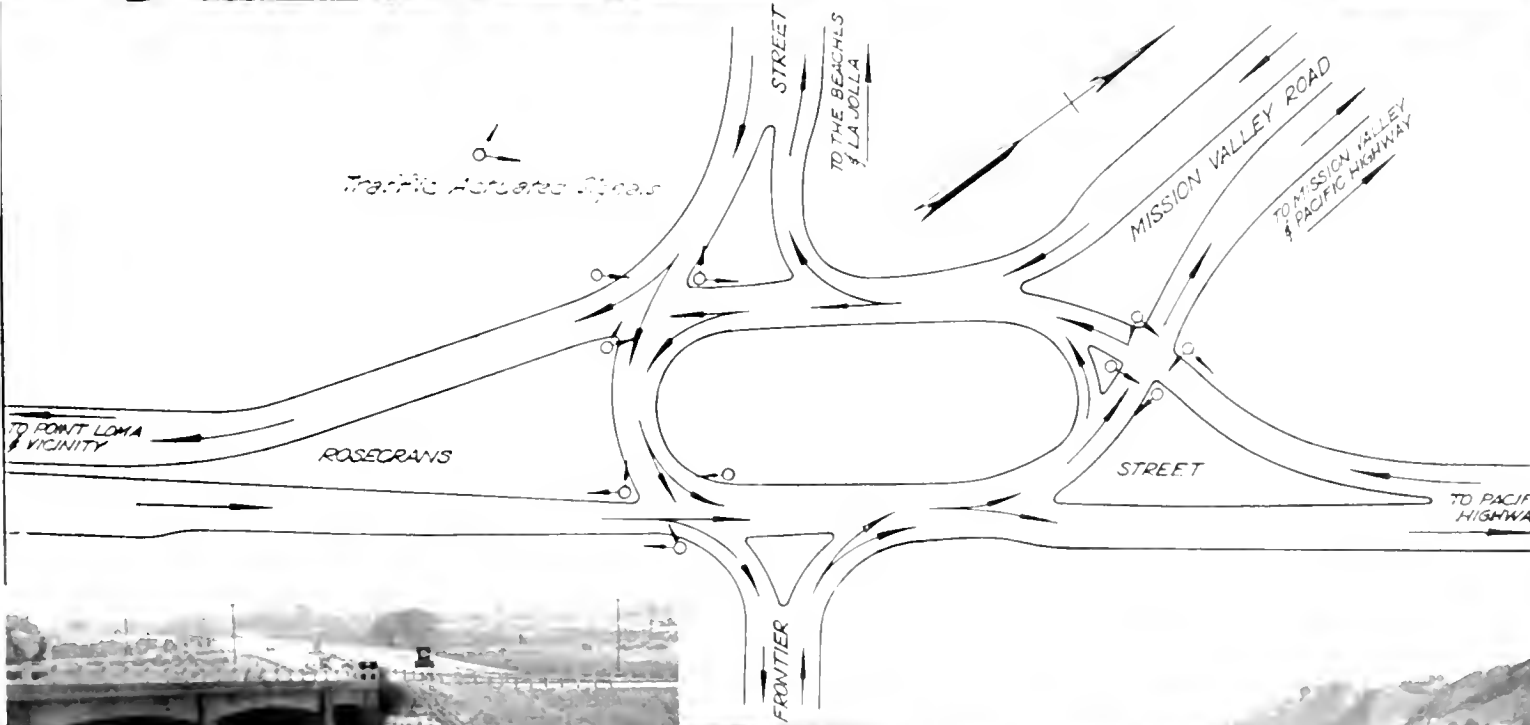 STREET
TO THE BEACHES
& LA JOLLA
MISSION VALLEY ROAD
TO MISSION VALLEY
& PACIFIC HIGHWAY
Traffic Actuated Signals
TO POINT LOMA
& VICINITY
ROSECRANS
STREET
TO PACIF
HIGHWA
FRONTIER